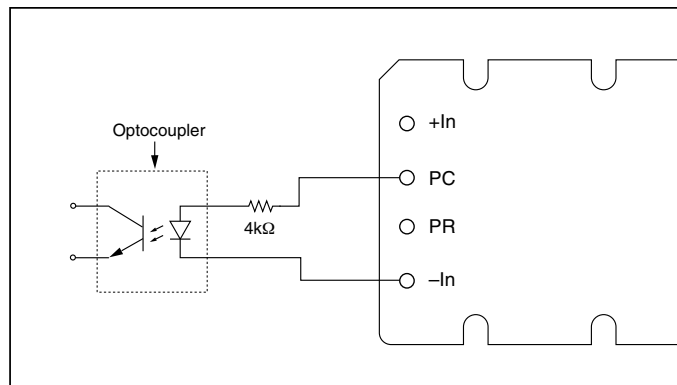 Optocoupler
4kΩ
+In
PC
PR
–In